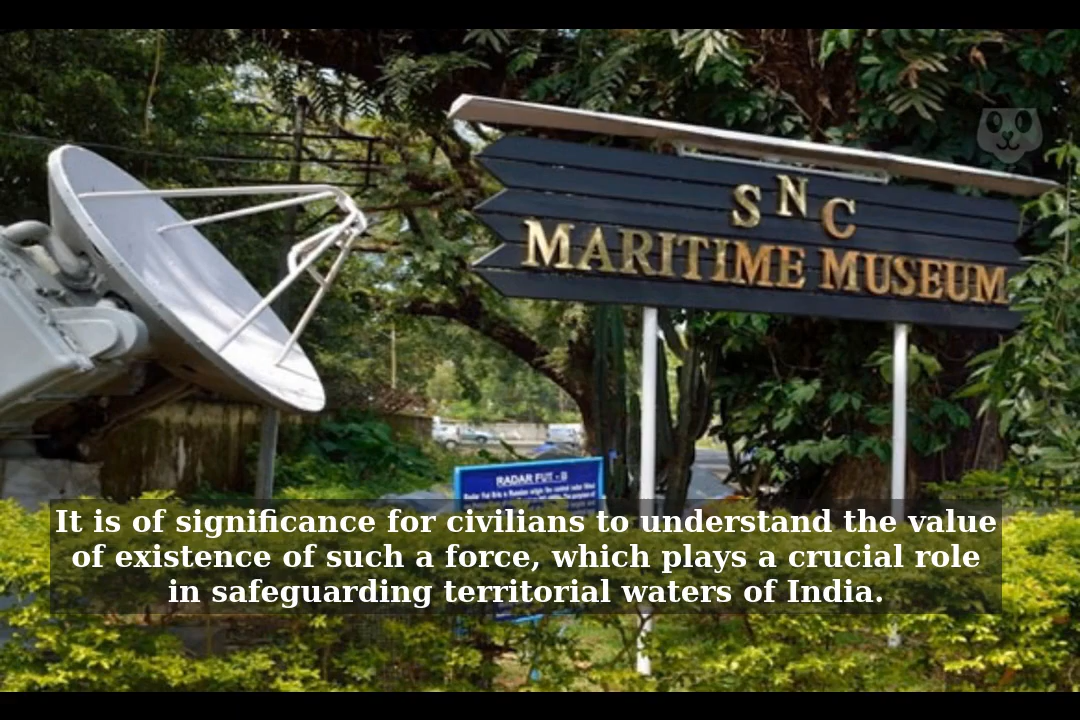 S N C
MARITIME MUSEUM
RADAR FUT - B
It is of significance for civilians to understand the value
of existence of such a force, which plays a crucial role
in safeguarding territorial waters of India.